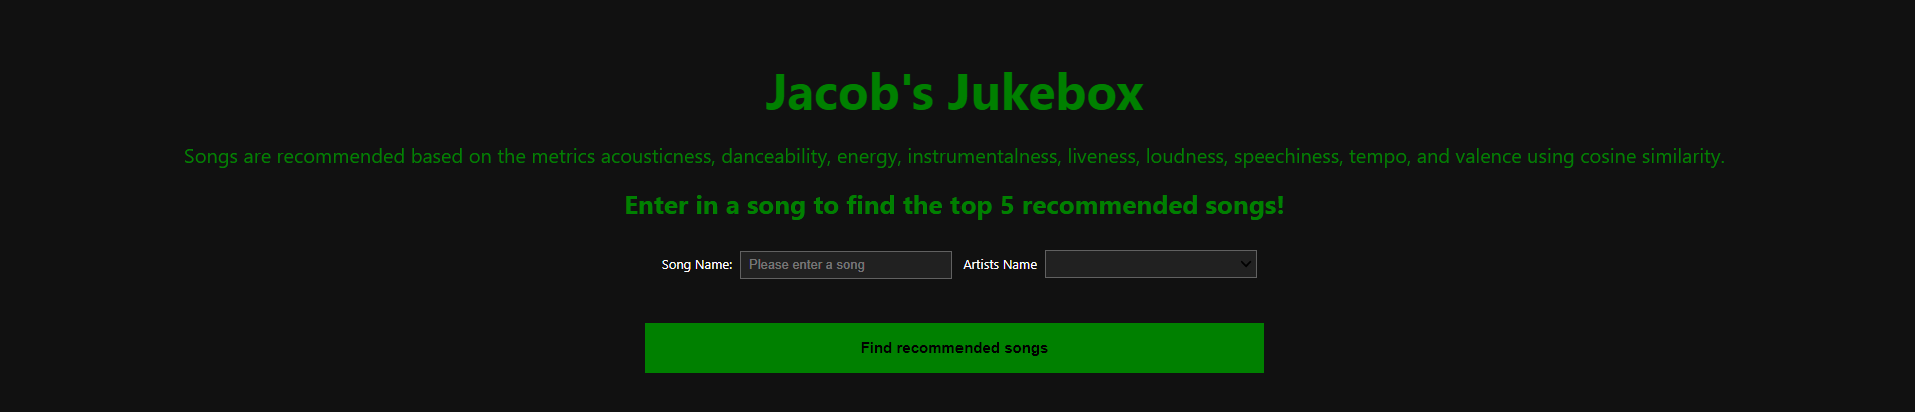 Jacob's Jukebox
Songs are recommended based on the metrics acousticness, danceability, energy, instrumentalness, liveness, loudness, speechiness, tempo, and valence using cosine similarity.
Enter in a song to find the top 5 recommended songs!
Song Name: Please enter a song Artists Name
Find recommended songs